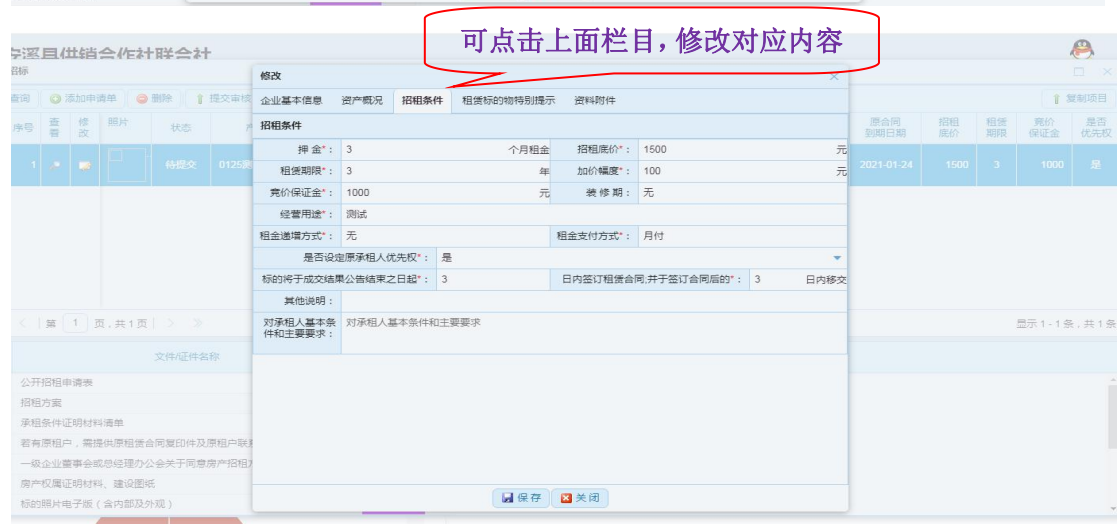 可点击上面栏目，修改对应内容
安溪县供销合作社联合社
招标
查询 添加申请单 删除 提交审核 复制项目
序号 查看 修改 照片 状态 原合同到期日期 招租底价 租赁期限 竞价保证金 是否优先权
1 待提交 0125测 2021-01-24 1500 3 1000 是
修改
企业基本信息 资产概况 招租条件 租赁标的物特别提示 资料附件
招租条件
押 金*： 3 个月租金 招租底价*： 1500 元
租赁期限*： 3 年 加价幅度*： 100 元
竞价保证金*： 1000 元 装 修 期： 无
经营用途*： 测试
租金递增方式*： 无 租金支付方式*： 月付
是否设定原承租人优先权*： 是
标的将于成交结果公告结束之日起*： 3 日内签订租赁合同,并于签订合同后的*： 3 日内移交
其他说明：
对承租人基本条 对承租人基本条件和主要要求
件和主要要求：
第 1 页，共 1 页 显示 1 - 1 条，共 1 条
文件/证件名称
公开招租申请表
招租方案
承租条件证明材料清单
若有原租户，需提供原租赁合同复印件及原租户联系
一级企业董事会或总经理办公会关于同意房产招租方
房产权属证明材料、建设图纸
标的照片电子版（含内部及外观）
保 存 关 闭